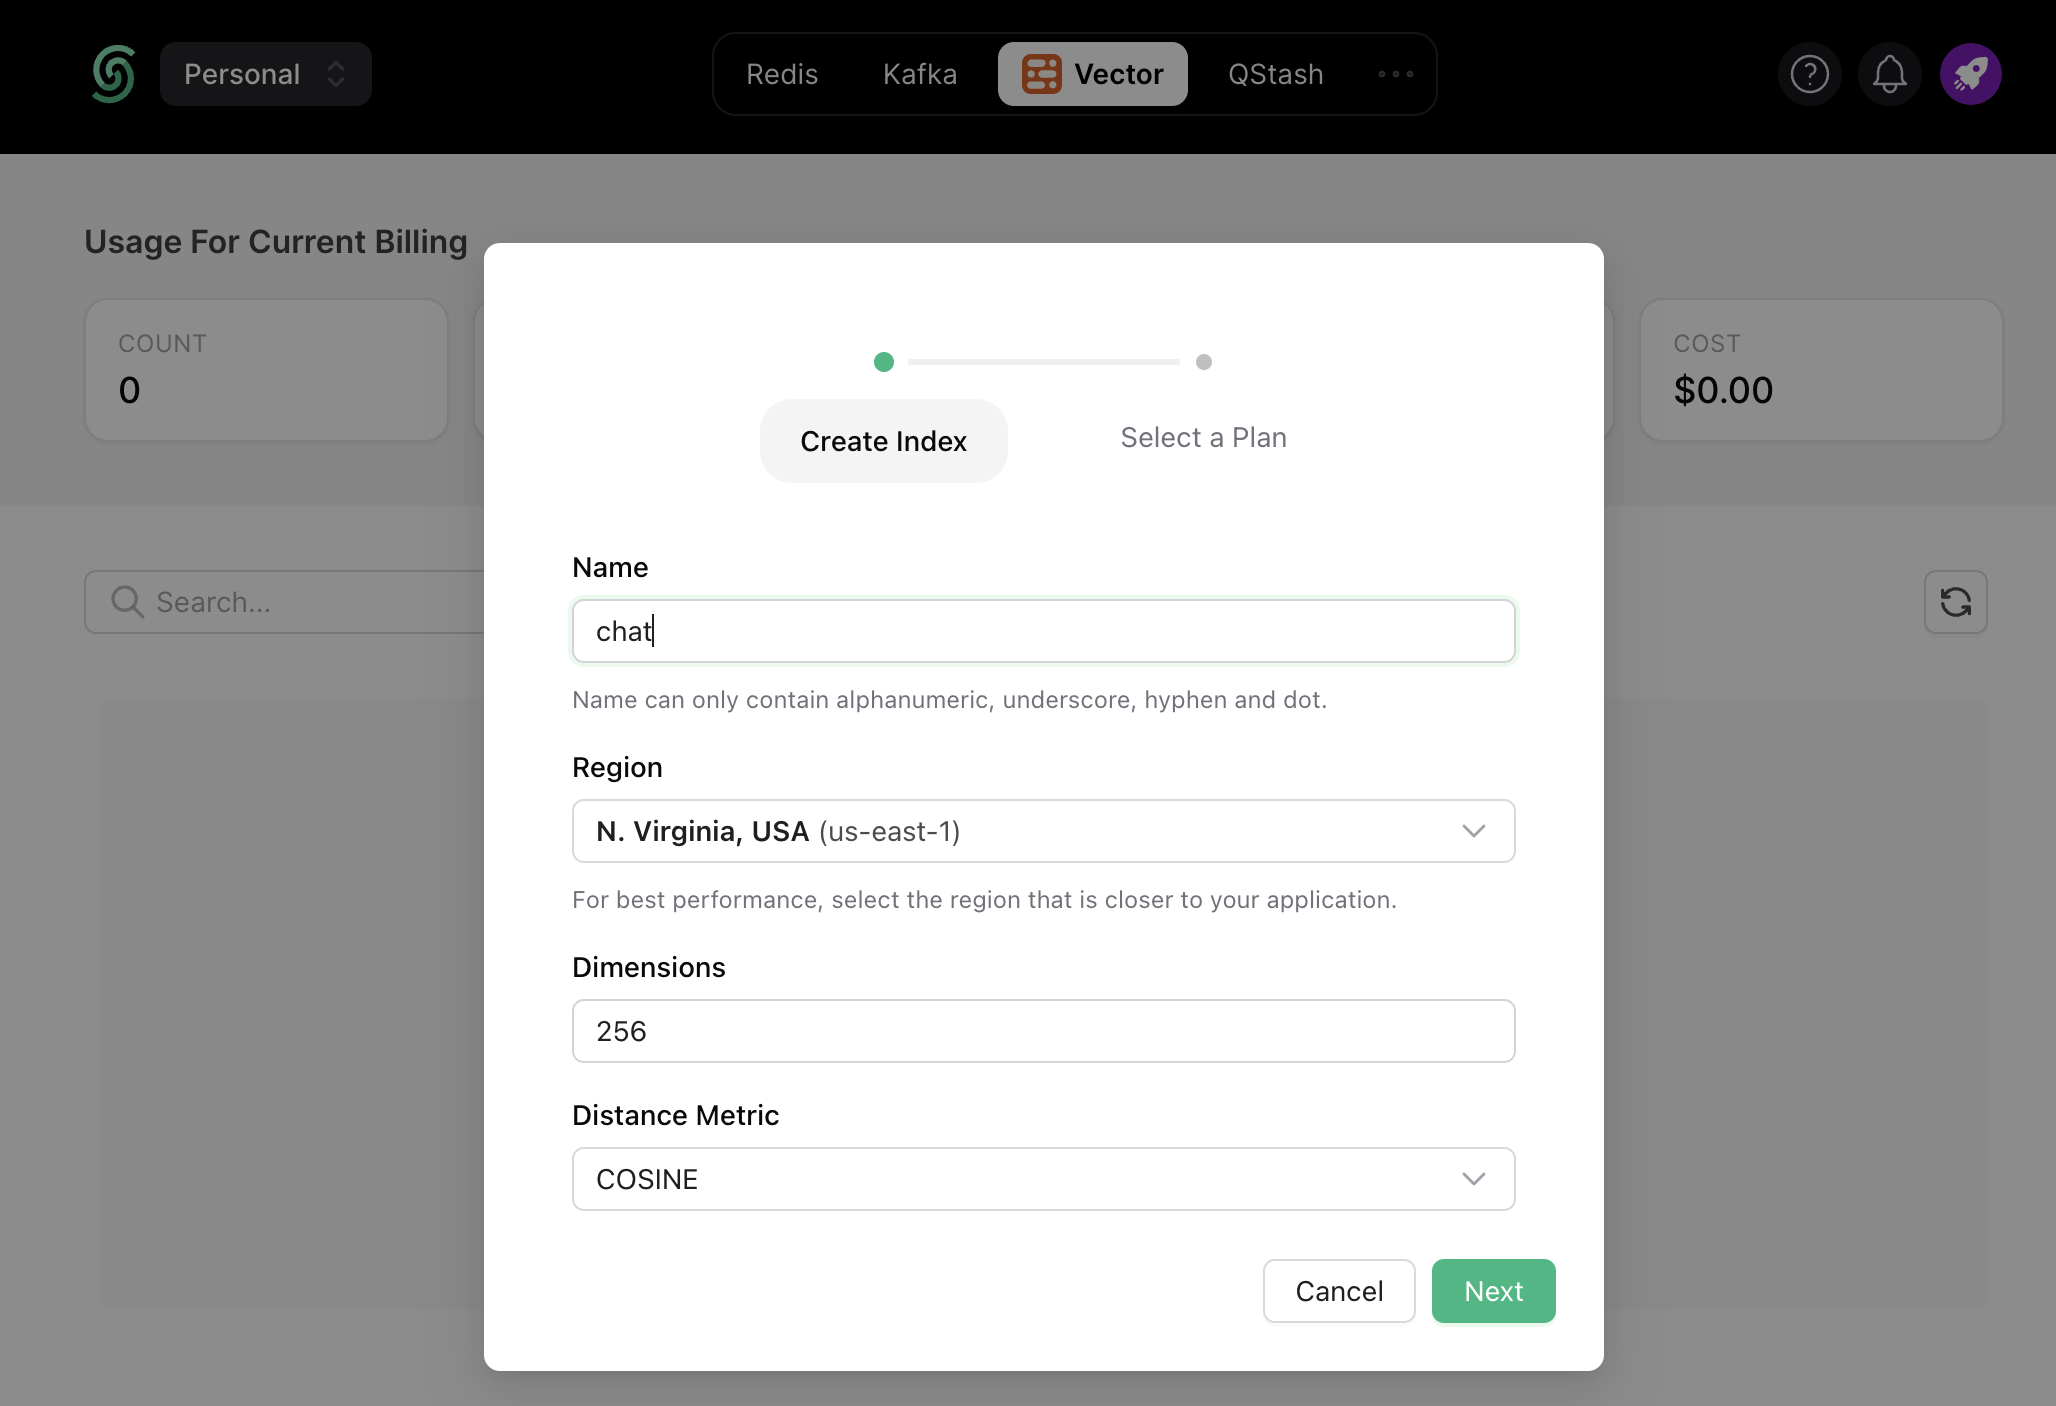 Personal
Redis
Kafka
Vector
QStash
Usage For Current Billing
COUNT
0
COST
$0.00
Search...
Create Index
Select a Plan
Name
chat
Name can only contain alphanumeric, underscore, hyphen and dot.
Region
N. Virginia, USA (us-east-1)
For best performance, select the region that is closer to your application.
Dimensions
256
Distance Metric
COSINE
Cancel
Next